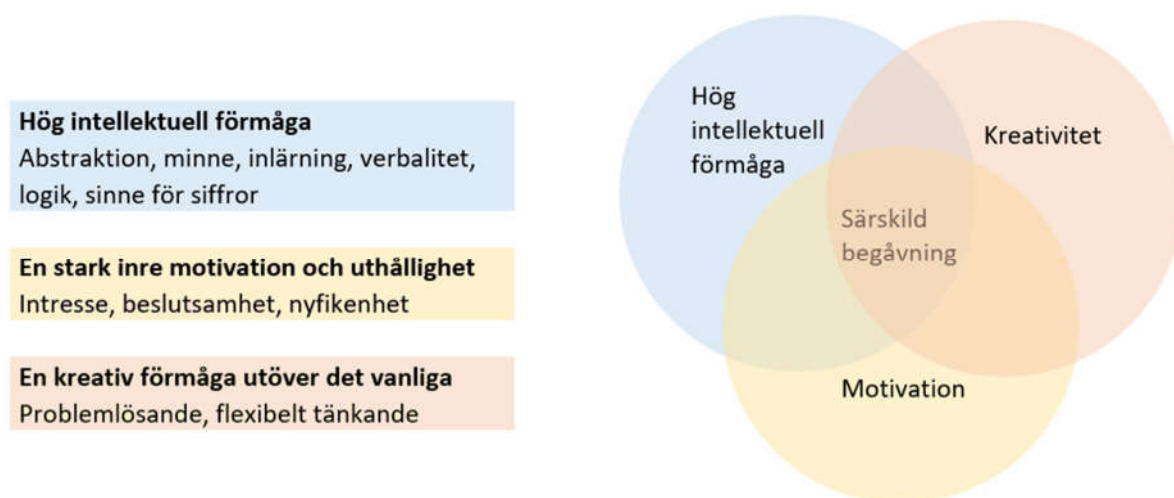 Hög intellektuell förmåga
Abstraktion, minne, inlärning, verbalitet,
logik, sinne för siffror
En stark inre motivation och uthållighet
Intresse, beslutsamhet, nyfikenhet
En kreativ förmåga utöver det vanliga
Problemlösande, flexibelt tänkande
Hög
intellektuell
förmåga
Kreativitet
Särskild
begåvning
Motivation